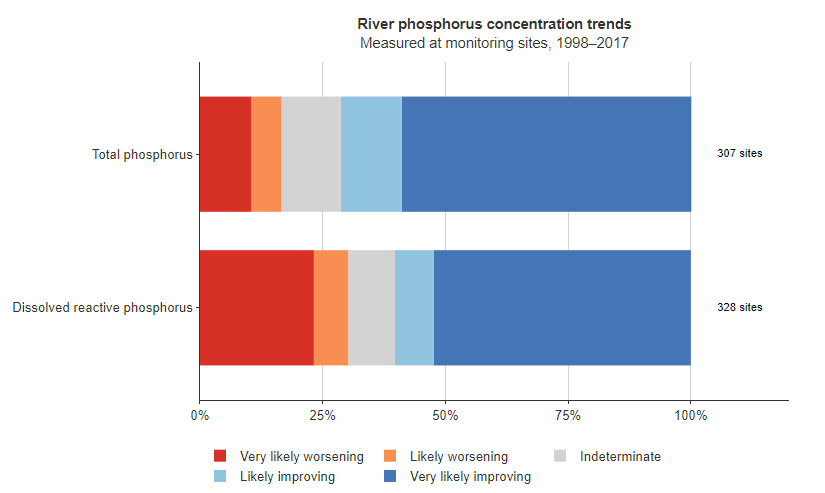 River phosphorus concentration trends
Measured at monitoring sites, 1998–2017
Total phosphorus
307 sites
Dissolved reactive phosphorus
328 sites
0% 25% 50% 75% 100%
Very likely worsening Likely worsening Indeterminate
Likely improving Very likely improving